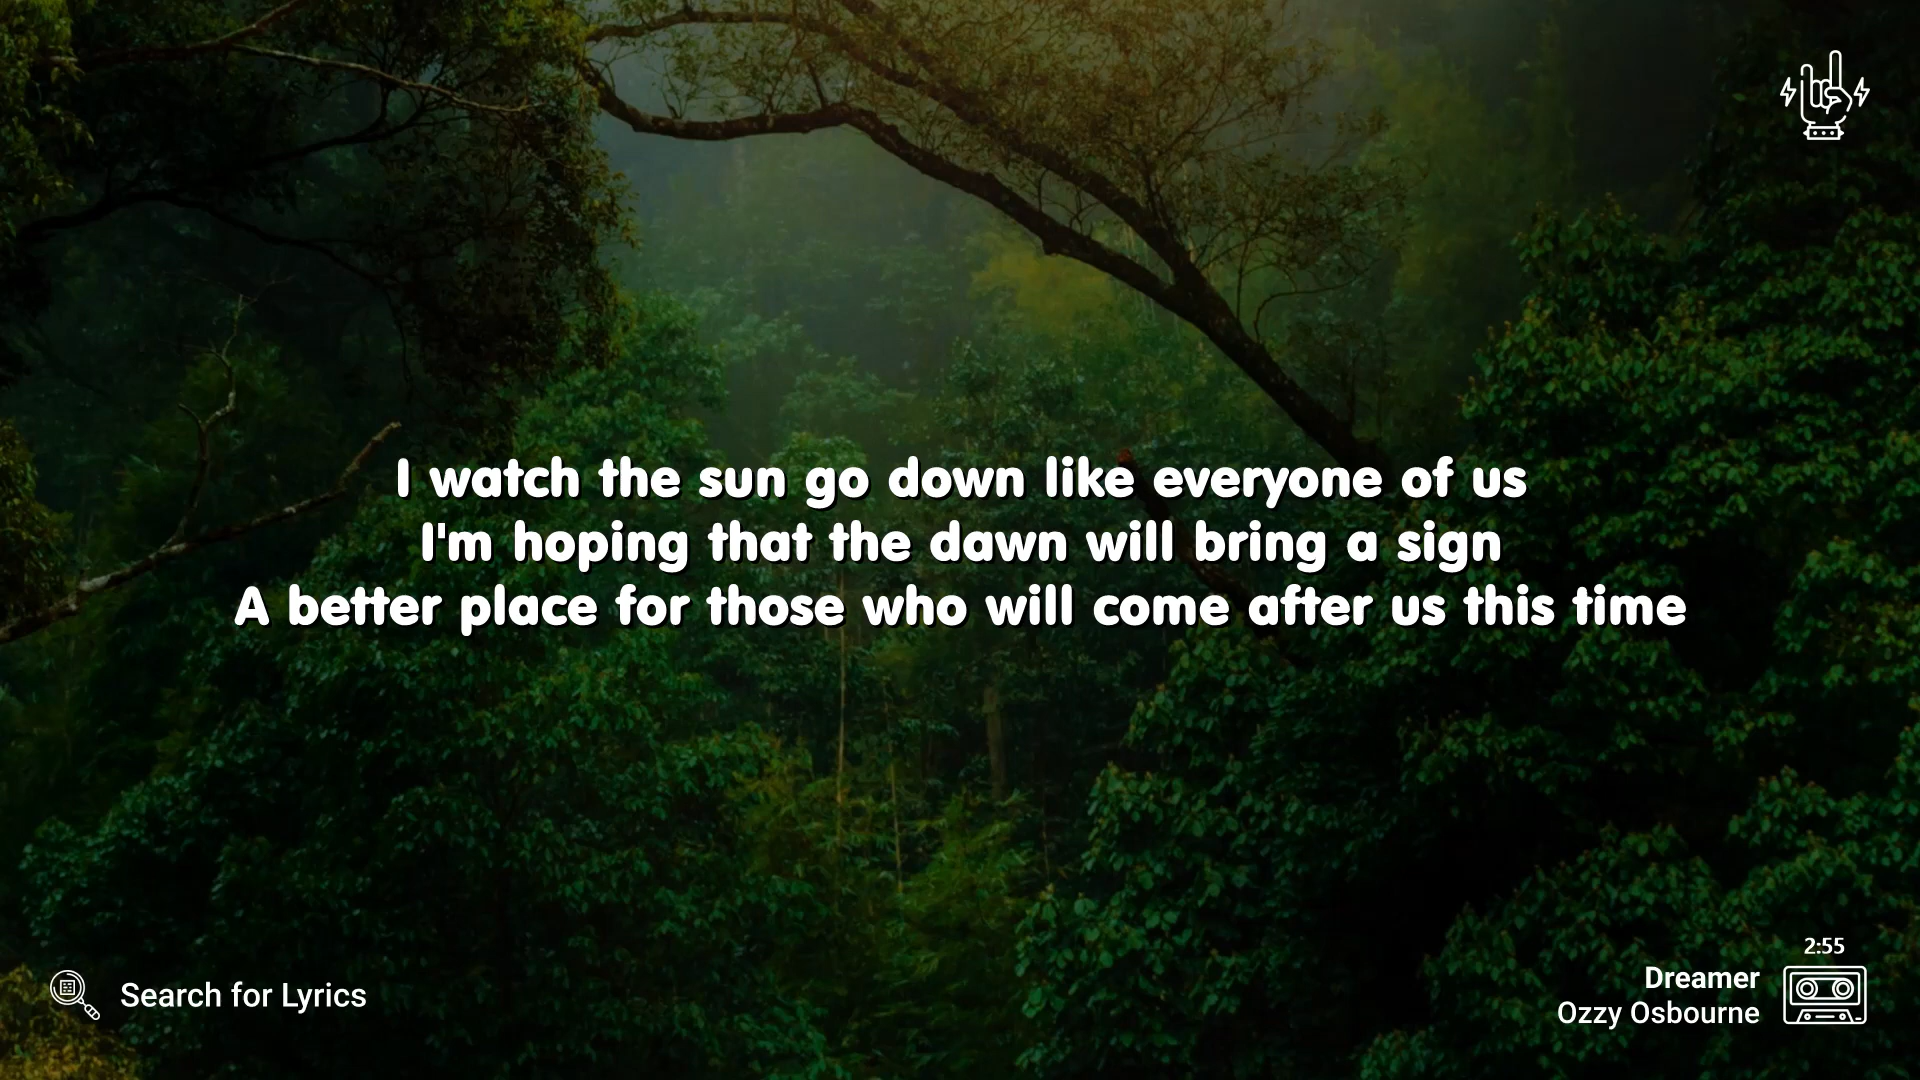 I watch the sun go down like everyone of us
I'm hoping that the dawn will bring a sign
A better place for those who will come after us this time
Search for Lyrics
2:55
Dreamer
Ozzy Osbourne